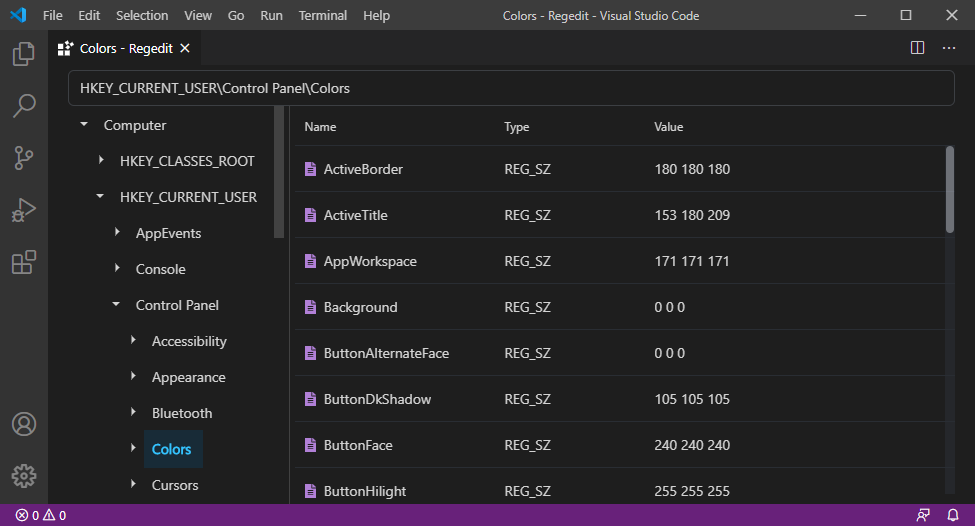 File Edit Selection View Go Run Terminal Help Colors - Regedit - Visual Studio Code
Colors - Regedit
HKEY_CURRENT_USER\Control Panel\Colors
Computer
HKEY_CLASSES_ROOT
HKEY_CURRENT_USER
AppEvents
Console
Control Panel
Accessibility
Appearance
Bluetooth
Colors
Cursors
Name Type Value
ActiveBorder REG_SZ 180 180 180
ActiveTitle REG_SZ 153 180 209
AppWorkspace REG_SZ 171 171 171
Background REG_SZ 0 0 0
ButtonAlternateFace REG_SZ 0 0 0
ButtonDkShadow REG_SZ 105 105 105
ButtonFace REG_SZ 240 240 240
ButtonHilight REG_SZ 255 255 255
0 0